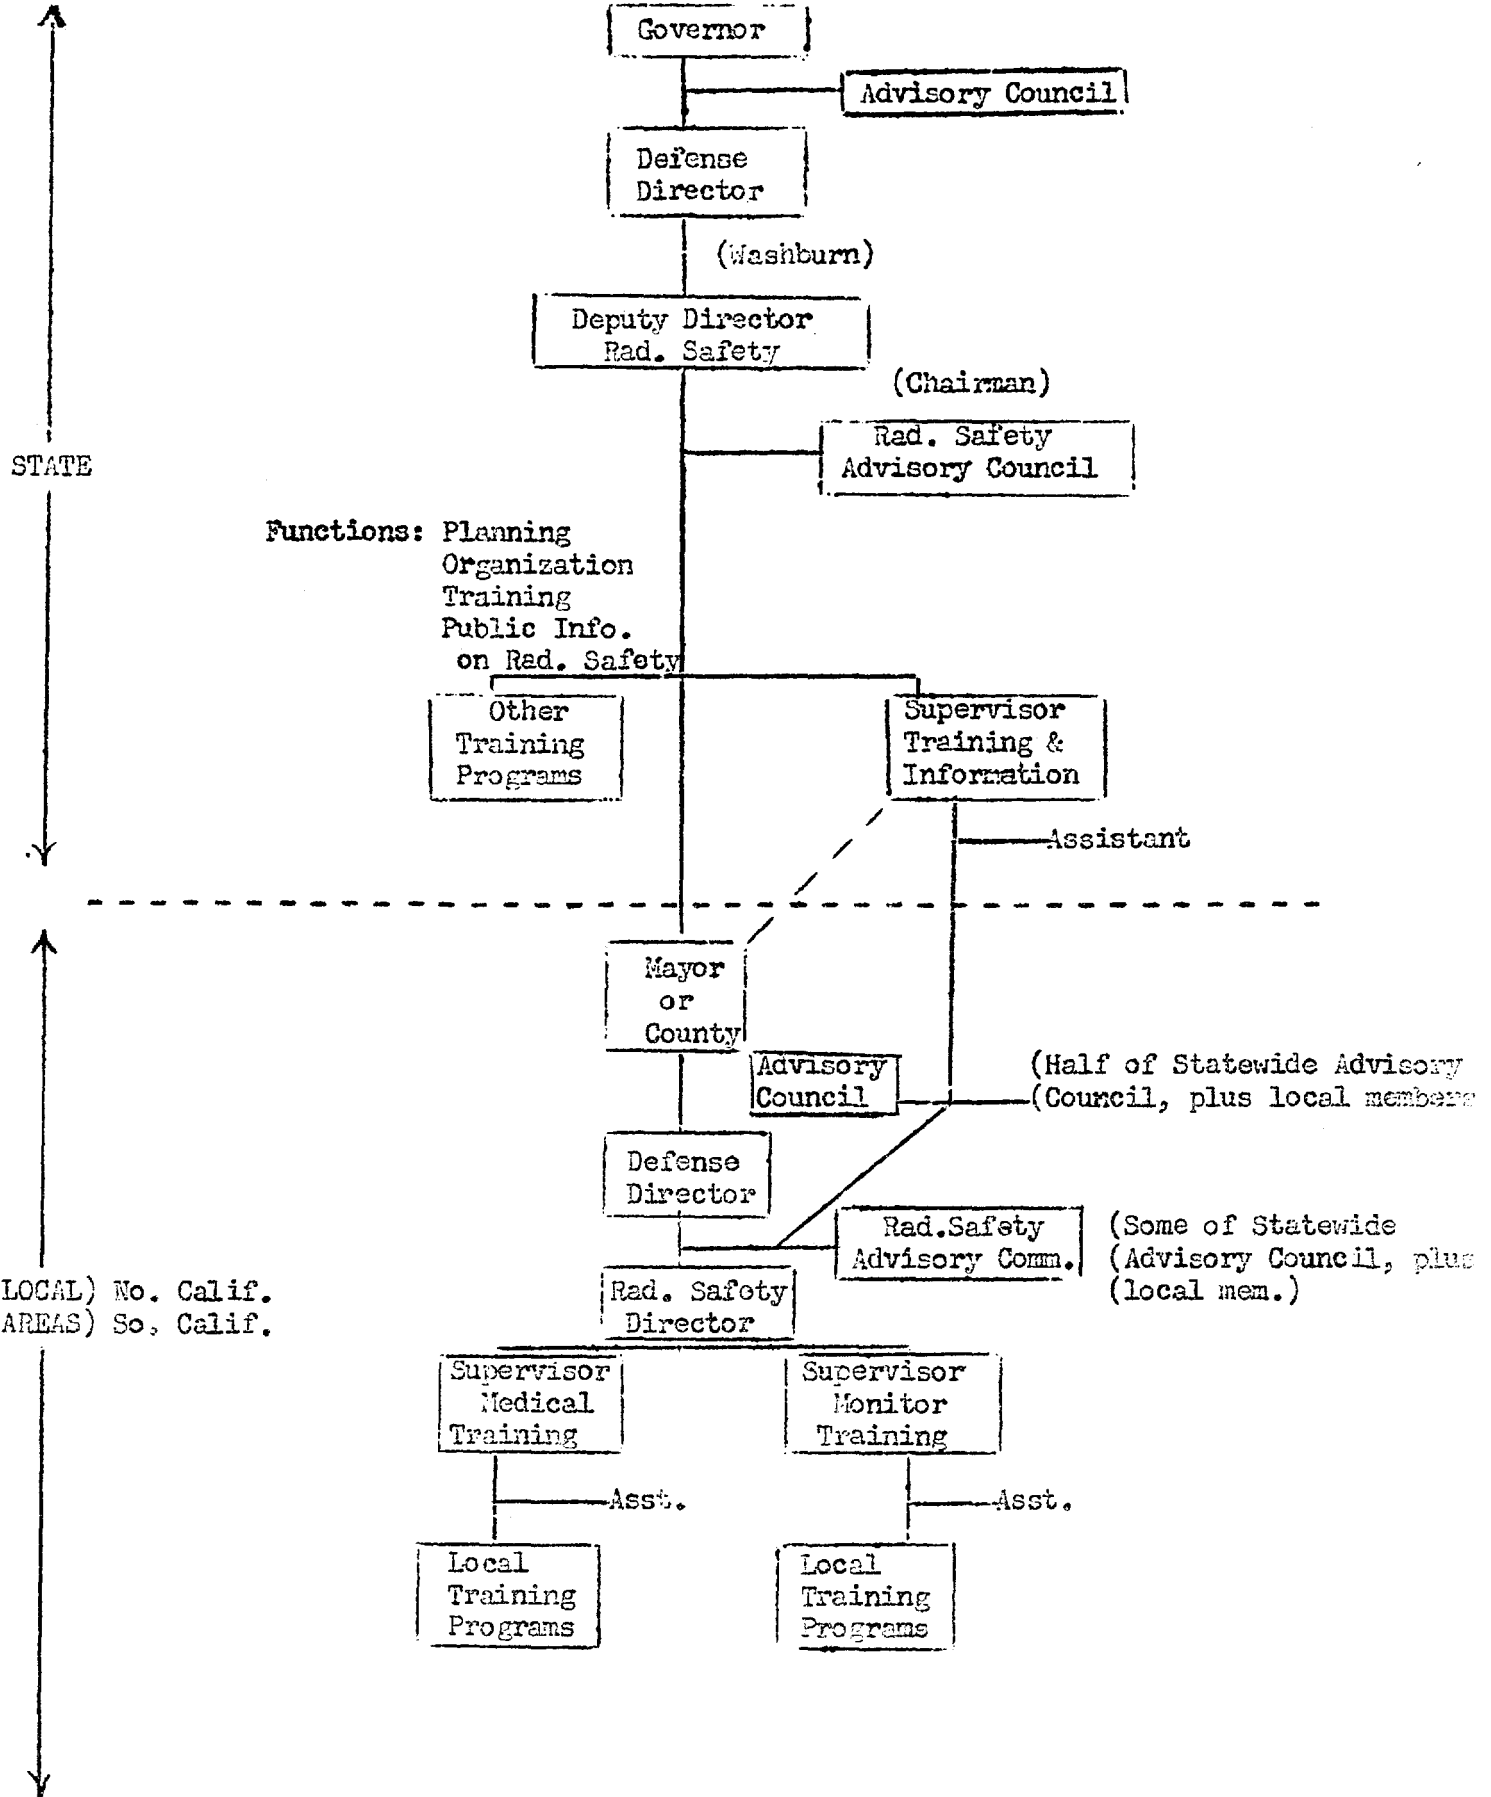 Governor
Advisory Council
Defense
Director
(Washburn)
Deputy Director
Rad. Safety
(Chairman)
Rad. Safety
Advisory Council
STATE
Functions: Planning
Organization
Training
Public Info.
on Rad. Safety
Other
Training
Programs
Supervisor
Training &
Information
Assistant
Mayor
or
County
Advisory
Council
(Half of Statewide Advisory
(Council, plus local members
Defense
Director
Rad.Safety
Advisory Comm.
(Some of Statewide
(Advisory Council, plus
(local mem.)
LOCAL) No. Calif.
AREAS) So, Calif.
Rad. Safety
Director
Supervisor
Medical
Training
Supervisor
Monitor
Training
Asst.
Asst.
Local
Training
Programs
Local
Training
Programs